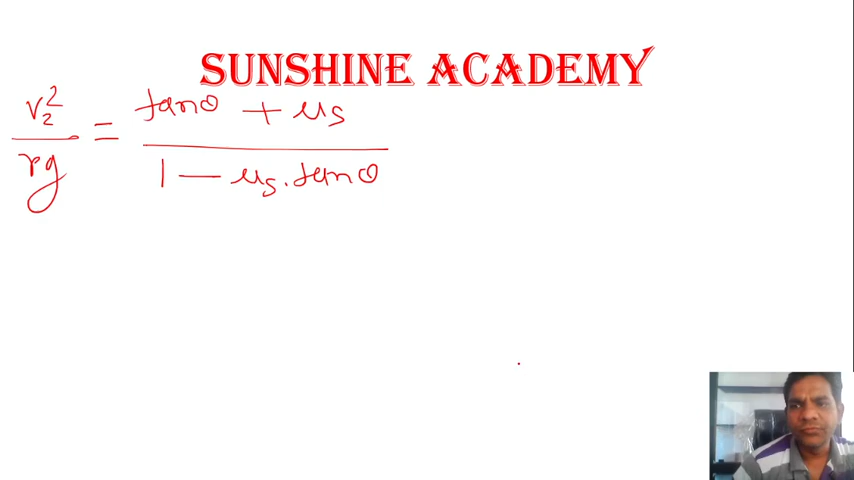 SUNSHINE ACADEMY
v₂²/rg = (tanθ + μs)/(1 - μs.tanθ)